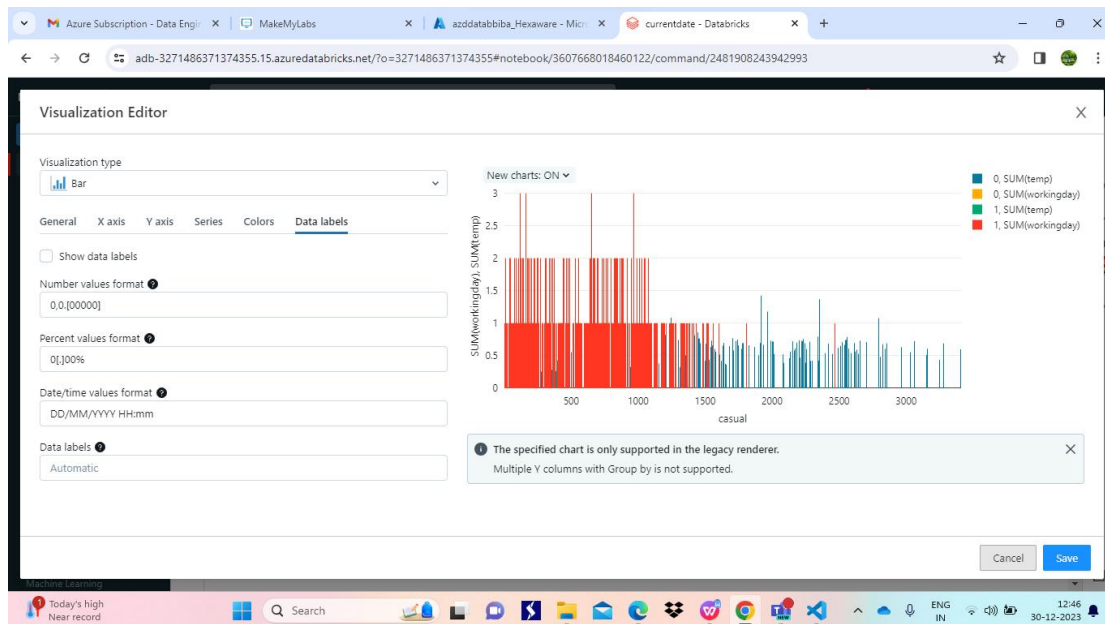 Azure Subscription - Data Engi
MakeMyLabs
azddatabbiba_Hexaware - Micr
currentdate - Databricks
adb-3271486371374355.15.azuredatabricks.net/?o=3271486371374355#notebook/3607668018460122/command/2481908243942993
Visualization Editor
Visualization type
Bar
General X axis Y axis Series Colors Data labels
Show data labels
Number values format
0,0.[00000]
Percent values format
0[.]00%
Date/time values format
DD/MM/YYYY HH:mm
Data labels
Automatic
New charts: ON
SUM(workingday), SUM(temp)
3
2.5
2
1.5
1
0.5
0
500 1000 1500 2000 2500 3000
casual
0, SUM(temp)
0, SUM(workingday)
1, SUM(temp)
1, SUM(workingday)
The specified chart is only supported in the legacy renderer.
Multiple Y columns with Group by is not supported.
Cancel Save
Machine Learning
1
Today's high
Near record
Search
NEW
ENG
IN
12:46
30-12-2023